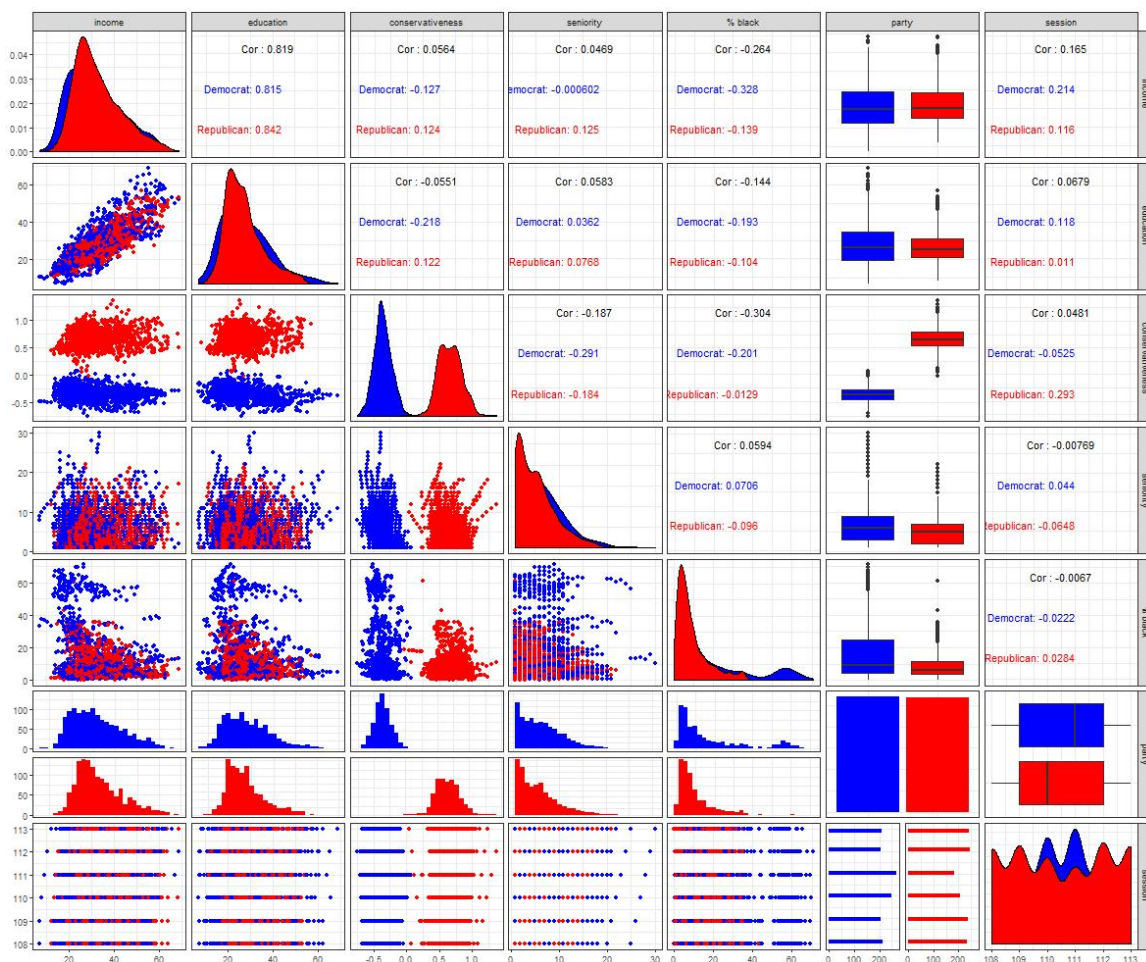 income education conservativeness seniority % black party session
0.04
0.03
0.02
0.01
0.00
Cor : 0.819
Democrat: 0.815
Republican: 0.842
Cor : 0.0564
Democrat: -0.127
Republican: 0.124
Cor : 0.0469
emocrat: -0.000602
Republican: 0.125
Cor : -0.264
Democrat: -0.328
Republican: -0.139
Cor : 0.165
Democrat: 0.214
Republican: 0.116
income
60
40
20
Cor : -0.0551
Democrat: -0.218
Republican: 0.122
Cor : 0.0583
Democrat: 0.0362
Republican: 0.0768
Cor : -0.144
Democrat: -0.193
Republican: -0.104
Cor : 0.0679
Democrat: 0.118
Republican: 0.011
education
1.0
0.5
0.0
-0.5
Cor : -0.187
Democrat: -0.291
Republican: -0.184
Cor : -0.304
Democrat: -0.201
Republican: -0.0129
Cor : 0.0481
Democrat: -0.0525
Republican: 0.293
conservativeness
30
20
10
0
Cor : 0.0594
Democrat: 0.0706
Republican: -0.096
Cor : -0.00769
Democrat: 0.044
Republican: -0.0648
seniority
60
40
20
0
Cor : -0.0067
Democrat: -0.0222
Republican: 0.0284
% black
100
50
0
100
50
0
party
113
112
111
110
109
108
session
20 40 60
20 40 60
-0.5 0.0 0.5 1.0
0 10 20 30
0 20 40 60
0 100 200
0 100 200
108 109 110 111 112 113